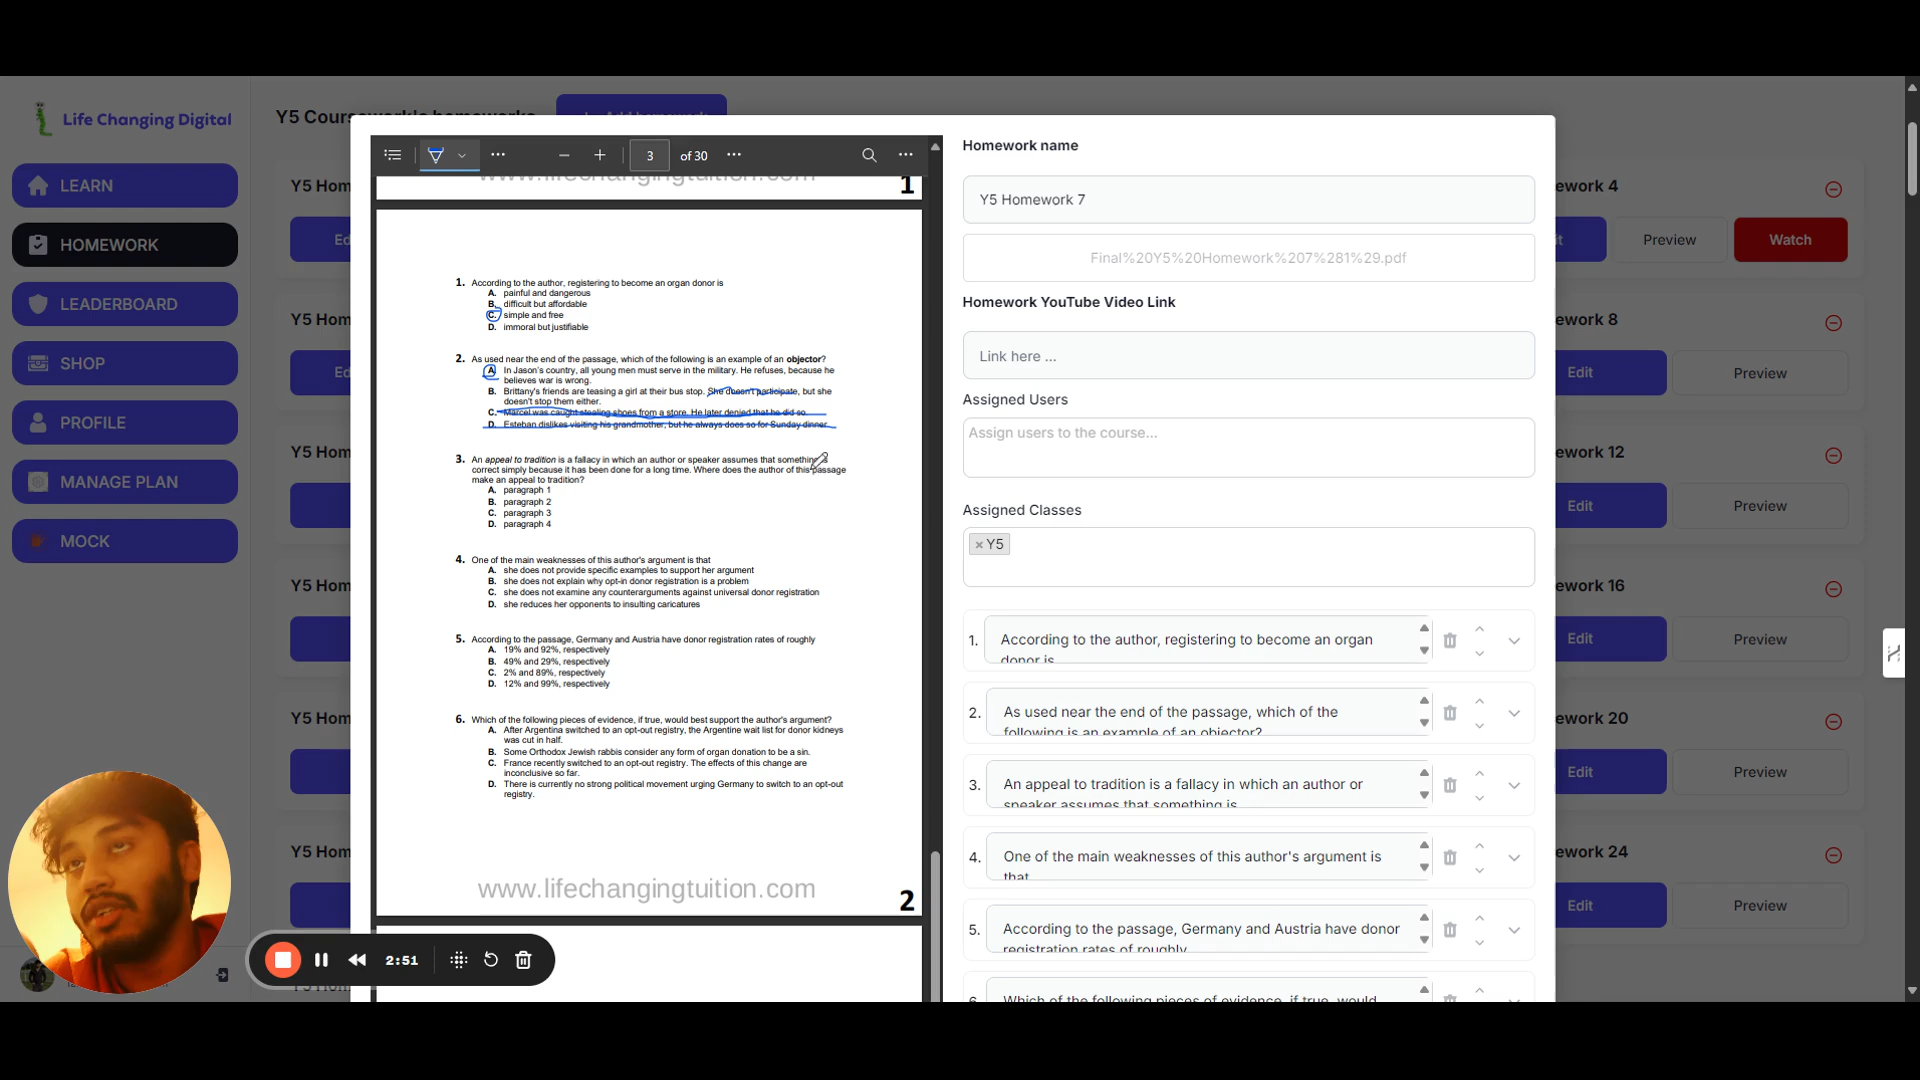 Life Changing Digital
LEARN
HOMEWORK
LEADERBOARD
SHOP
PROFILE
MANAGE PLAN
MOCK
3 of 30
www.lifechangingtuition.com
1
1. According to the author, registering to become an organ donor is
A. painful and dangerous
B. difficult but affordable
C. simple and free
D. immoral but justifiable
2. As used near the end of the passage, which of the following is an example of an objector?
A In Jason's country, all young men must serve in the military. He refuses, because he
believes war is wrong.
B. Brittany's friends are teasing a girl at their bus stop. She doesn't participate, but she
doesn't stop them either.
C. Marcel was caught stealing shoes from a store. He later denied that he did so.
D. Esteban dislikes visiting his grandmother, but he always does so for Sunday dinner.
3. An appeal to tradition is a fallacy in which an author or speaker assumes that something is
correct simply because it has been done for a long time. Where does the author of this passage
make an appeal to tradition?
A. paragraph 1
B. paragraph 2
C. paragraph 3
D. paragraph 4
4. One of the main weaknesses of this author's argument is that
A. she does not provide specific examples to support her argument
B. she does not explain why opt-in donor registration is a problem
C. she does not examine any counterarguments against universal donor registration
D. she reduces her opponents to insulting caricatures
5. According to the passage, Germany and Austria have donor registration rates of roughly
A. 19% and 92%, respectively
B. 49% and 29%, respectively
C. 2% and 89%, respectively
D. 12% and 99%, respectively
6. Which of the following pieces of evidence, if true, would best support the author's argument?
A. After Argentina switched to an opt-out registry, the Argentine wait list for donor kidneys
was cut in half.
B. Some Orthodox Jewish rabbis consider any form of organ donation to be a sin.
C. France recently switched to an opt-out registry. The effects of this change are
inconclusive so far.
D. There is currently no strong political movement urging Germany to switch to an opt-out
registry.
www.lifechangingtuition.com
2
2:51
Homework name
Y5 Homework 7
Final%20Y5%20Homework%207%281%29.pdf
Homework YouTube Video Link
Link here ...
Assigned Users
Assign users to the course...
Assigned Classes
× Y5
1. According to the author, registering to become an organ
donor is
2. As used near the end of the passage, which of the
following is an example of an objector?
3. An appeal to tradition is a fallacy in which an author or
speaker assumes that something is
4. One of the main weaknesses of this author's argument is
that
5. According to the passage, Germany and Austria have donor
registration rates of roughly
6. Which of the following pieces of evidence, if true, would
Y5 Coursework's homeworks
Y5 Hom
Ed
Y5 Hom
Ed
Y5 Hom
Y5 Hom
Y5 Hom
Y5 Hom
Y5 Hom
ework 4
it
Preview
Watch
ework 8
Edit
Preview
ework 12
Edit
Preview
ework 16
Edit
Preview
ework 20
Edit
Preview
ework 24
Edit
Preview